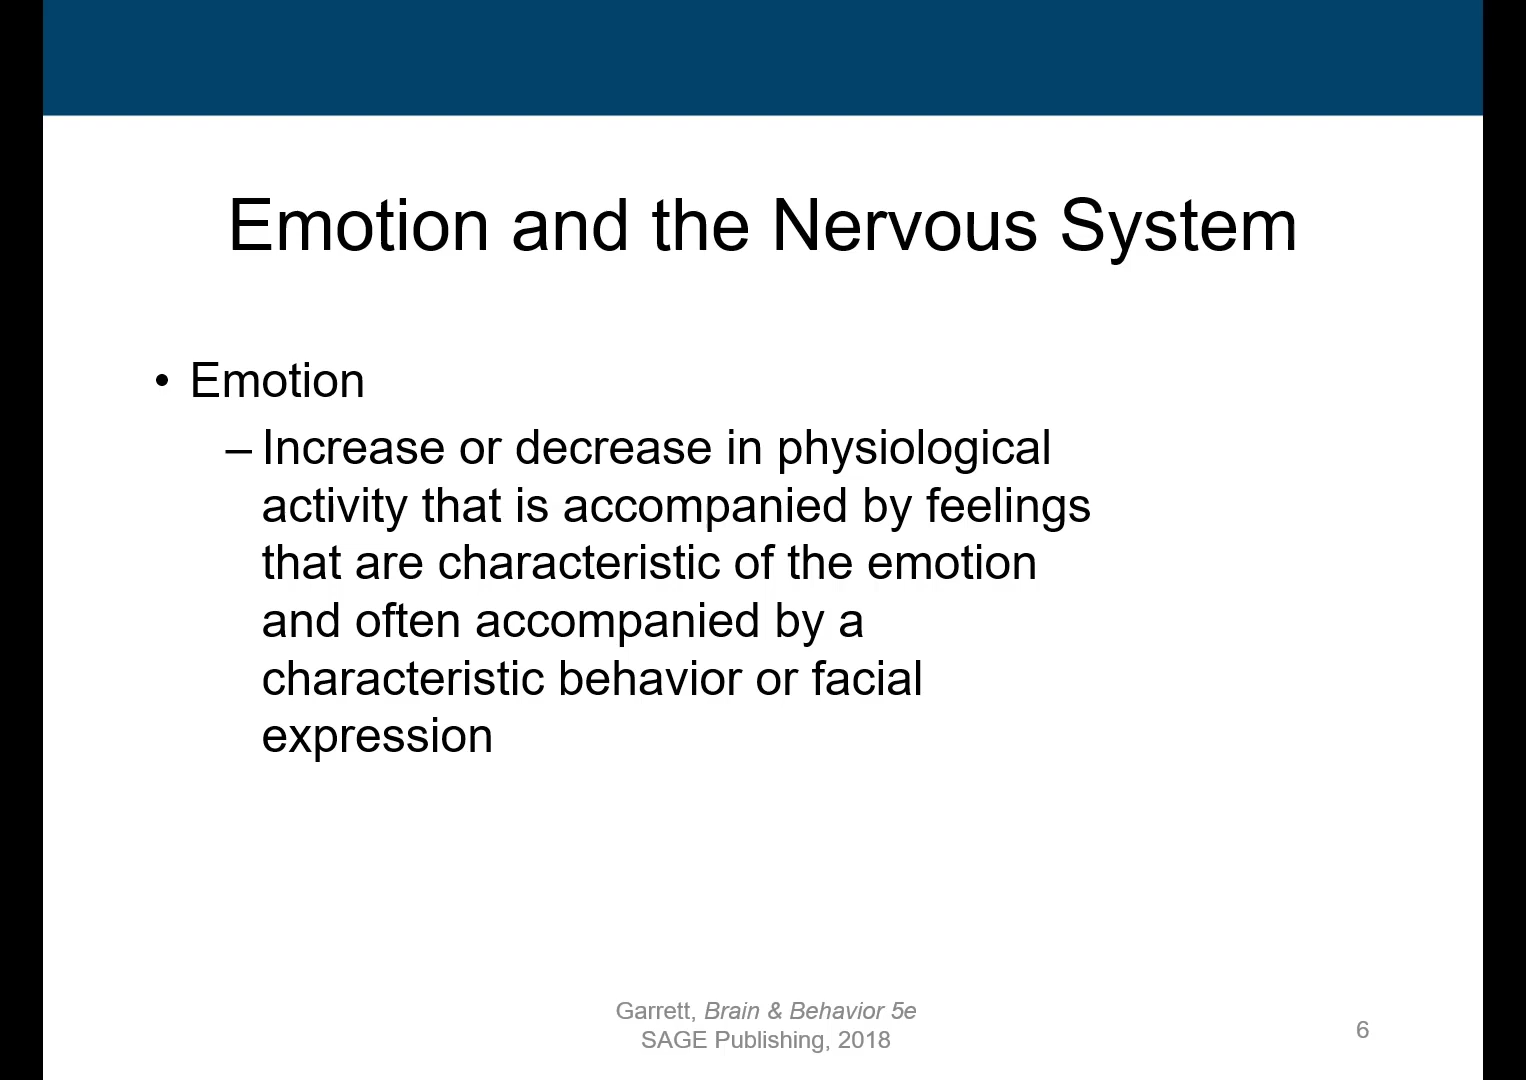 Emotion and the Nervous System
• Emotion
– Increase or decrease in physiological
activity that is accompanied by feelings
that are characteristic of the emotion
and often accompanied by a
characteristic behavior or facial
expression
Garrett, Brain & Behavior 5e
SAGE Publishing, 2018
6